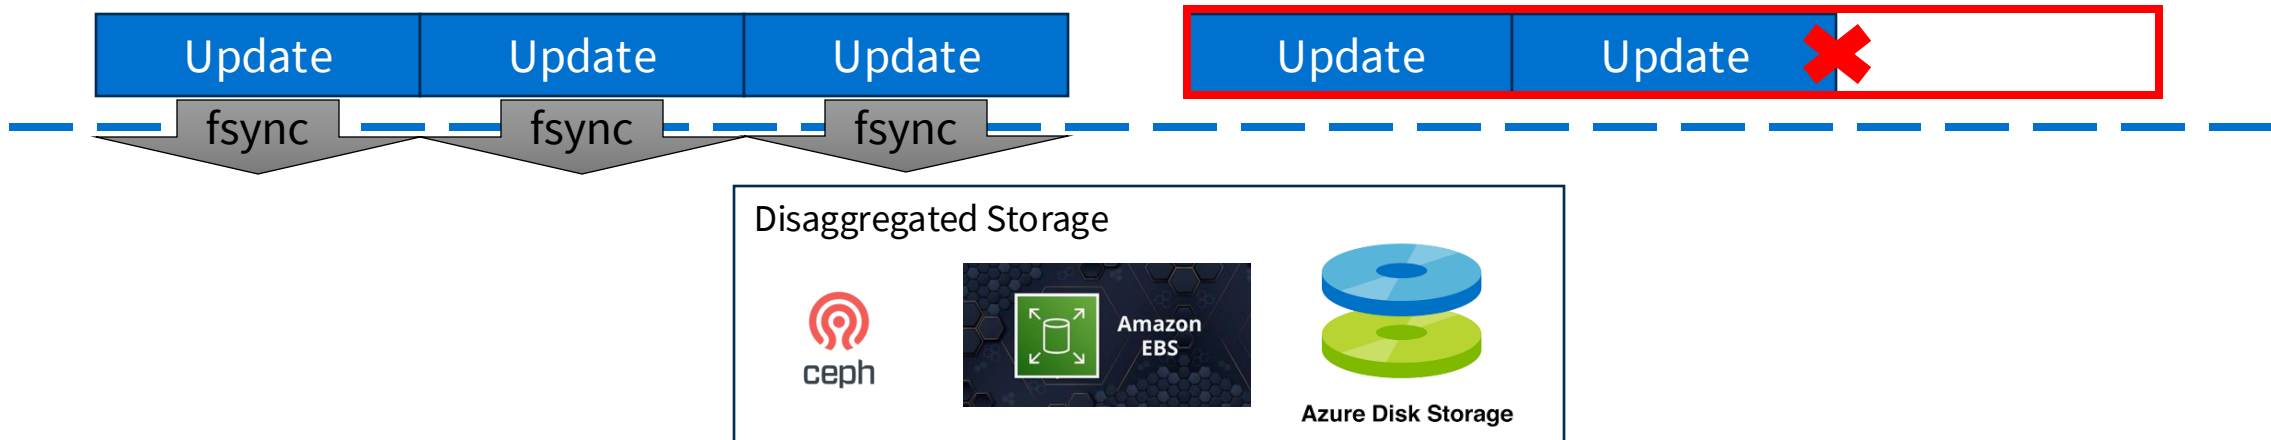 Update Update Update Update Update
fsync fsync fsync
Disaggregated Storage
ceph
Amazon
EBS
Azure Disk Storage